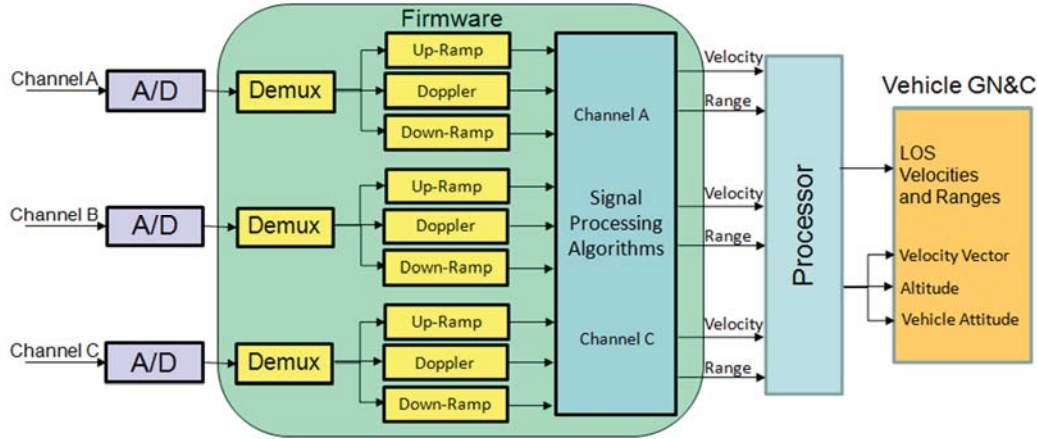 Firmware
Vehicle GN&C
Channel A
A/D
Demux
Up-Ramp
Doppler
Down-Ramp
Channel A
Velocity
Range
Channel B
A/D
Demux
Up-Ramp
Doppler
Down-Ramp
Signal
Processing
Algorithms
Velocity
Range
Channel C
A/D
Demux
Up-Ramp
Doppler
Down-Ramp
Channel C
Velocity
Range
Processor
LOS
Velocities
and Ranges
Velocity Vector
Altitude
Vehicle Attitude